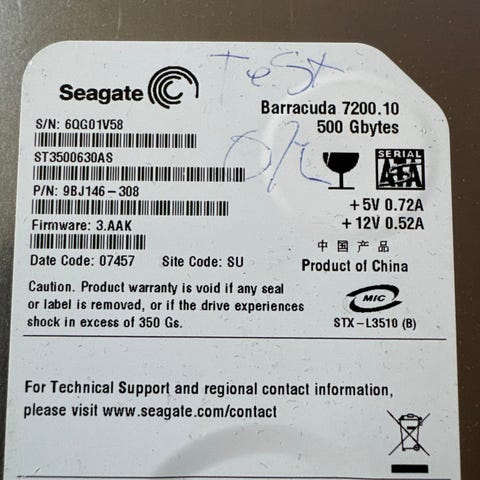 Test
O/K
Seagate
Barracuda 7200.10
500 Gbytes
S/N: 6QG01V58
ST3500630AS
P/N: 9BJ146-308
Firmware: 3.AAK
Date Code: 07457 Site Code: SU
SERIAL
ATA
+5V 0.72A
+12V 0.52A
中国产品
Product of China
Caution. Product warranty is void if any seal
or label is removed, or if the drive experiences
shock in excess of 350 Gs.
MIC
STX-L3510 (B)
For Technical Support and regional contact information,
please visit www.seagate.com/contact